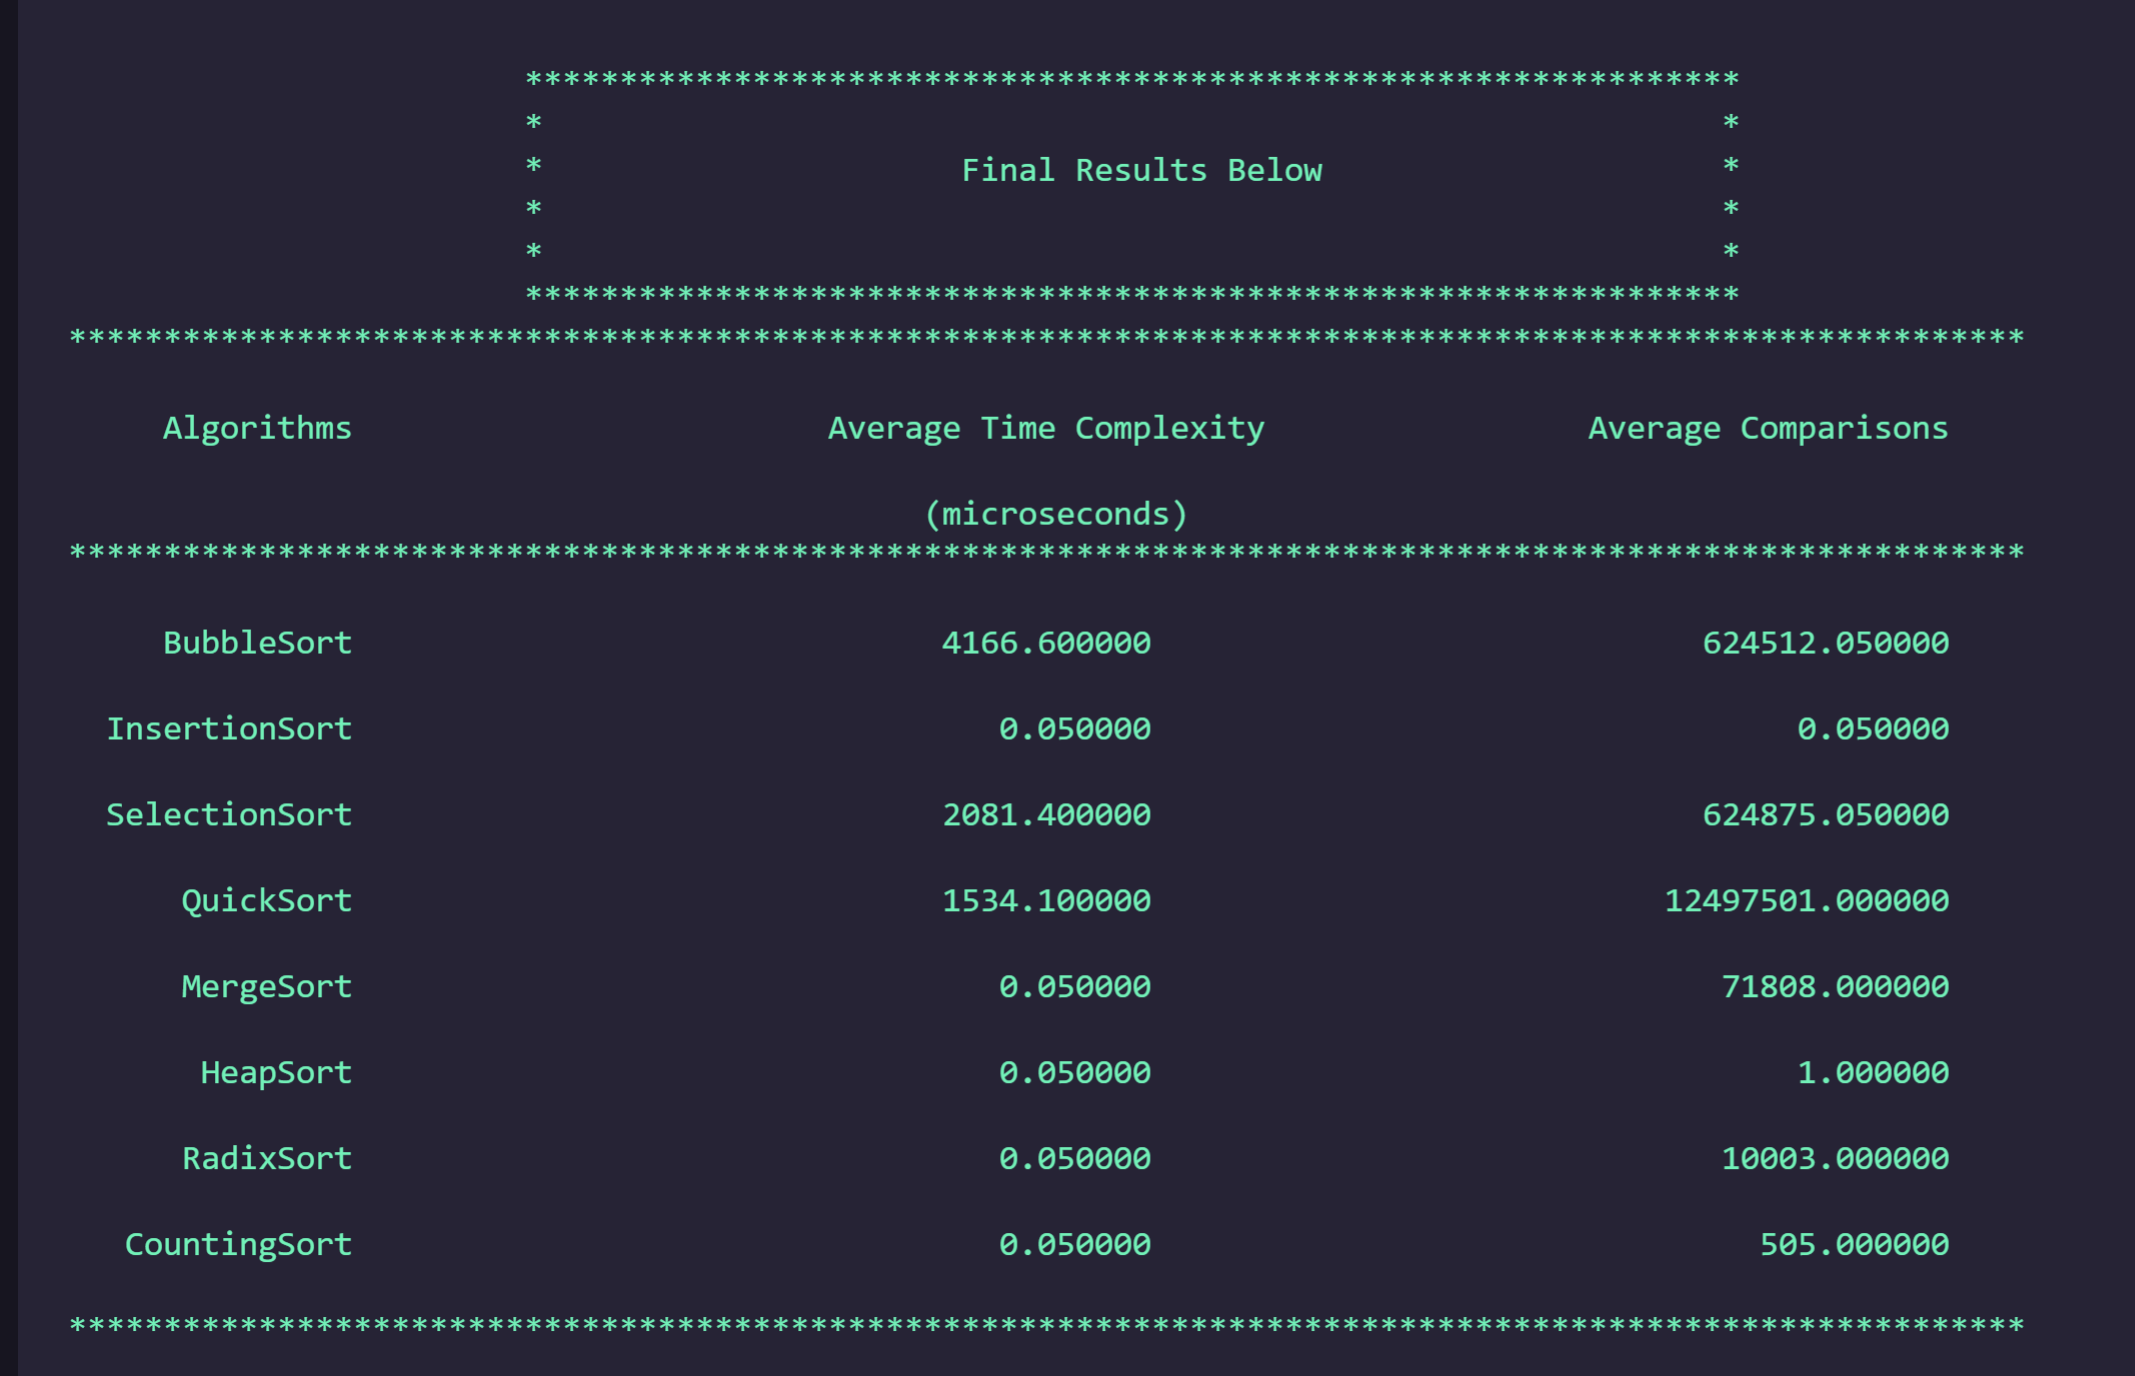 ****************************************************************
* *
* Final Results Below *
* *
* *
****************************************************************
*******************************************************************************************************
Algorithms Average Time Complexity Average Comparisons
(microseconds)
*******************************************************************************************************
BubbleSort 4166.600000 624512.050000
InsertionSort 0.050000 0.050000
SelectionSort 2081.400000 624875.050000
QuickSort 1534.100000 12497501.000000
MergeSort 0.050000 71808.000000
HeapSort 0.050000 1.000000
RadixSort 0.050000 10003.000000
CountingSort 0.050000 505.000000
*******************************************************************************************************